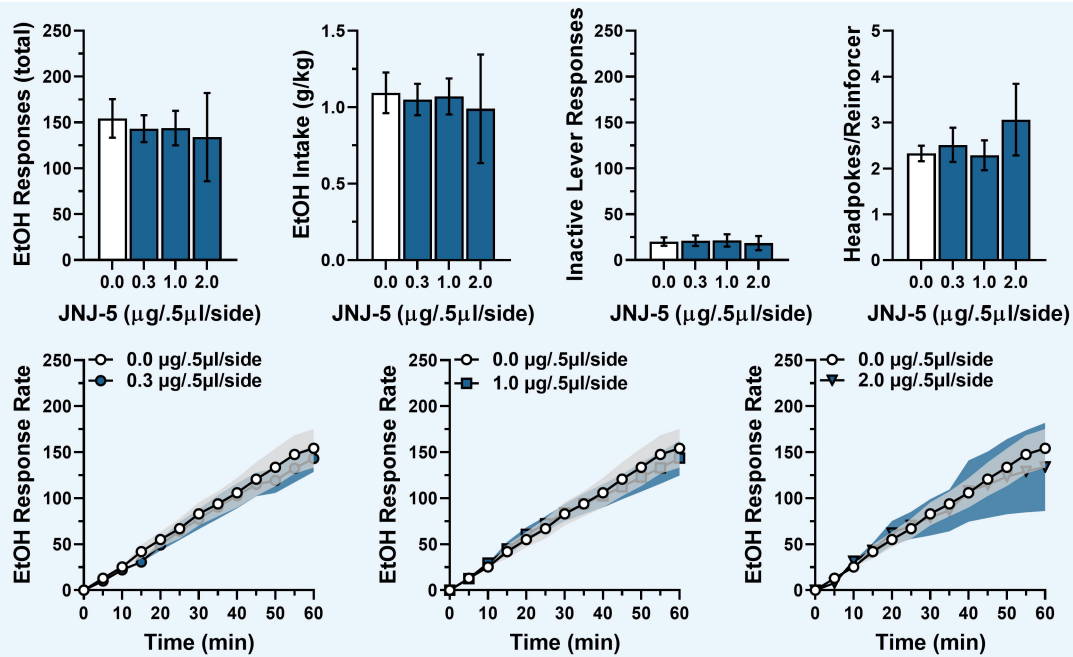 EtOH Responses (total)
250
200
150
100
50
0
0.0 0.3 1.0 2.0
JNJ-5 (μg/.5μl/side)
EtOH Intake (g/kg)
1.5
1.0
0.5
0.0
0.0 0.3 1.0 2.0
JNJ-5 (μg/.5μl/side)
Inactive Lever Responses
250
200
150
100
50
0
0.0 0.3 1.0 2.0
JNJ-5 (μg/.5μl/side)
Headpokes/Reinforcer
5
4
3
2
1
0
0.0 0.3 1.0 2.0
JNJ-5 (μg/.5μl/side)
EtOH Response Rate
250
200
150
100
50
0
0.0 μg/.5μl/side
0.3 μg/.5μl/side
0 10 20 30 40 50 60
Time (min)
EtOH Response Rate
250
200
150
100
50
0
0.0 μg/.5μl/side
1.0 μg/.5μl/side
0 10 20 30 40 50 60
Time (min)
EtOH Response Rate
250
200
150
100
50
0
0.0 μg/.5μl/side
2.0 μg/.5μl/side
0 10 20 30 40 50 60
Time (min)